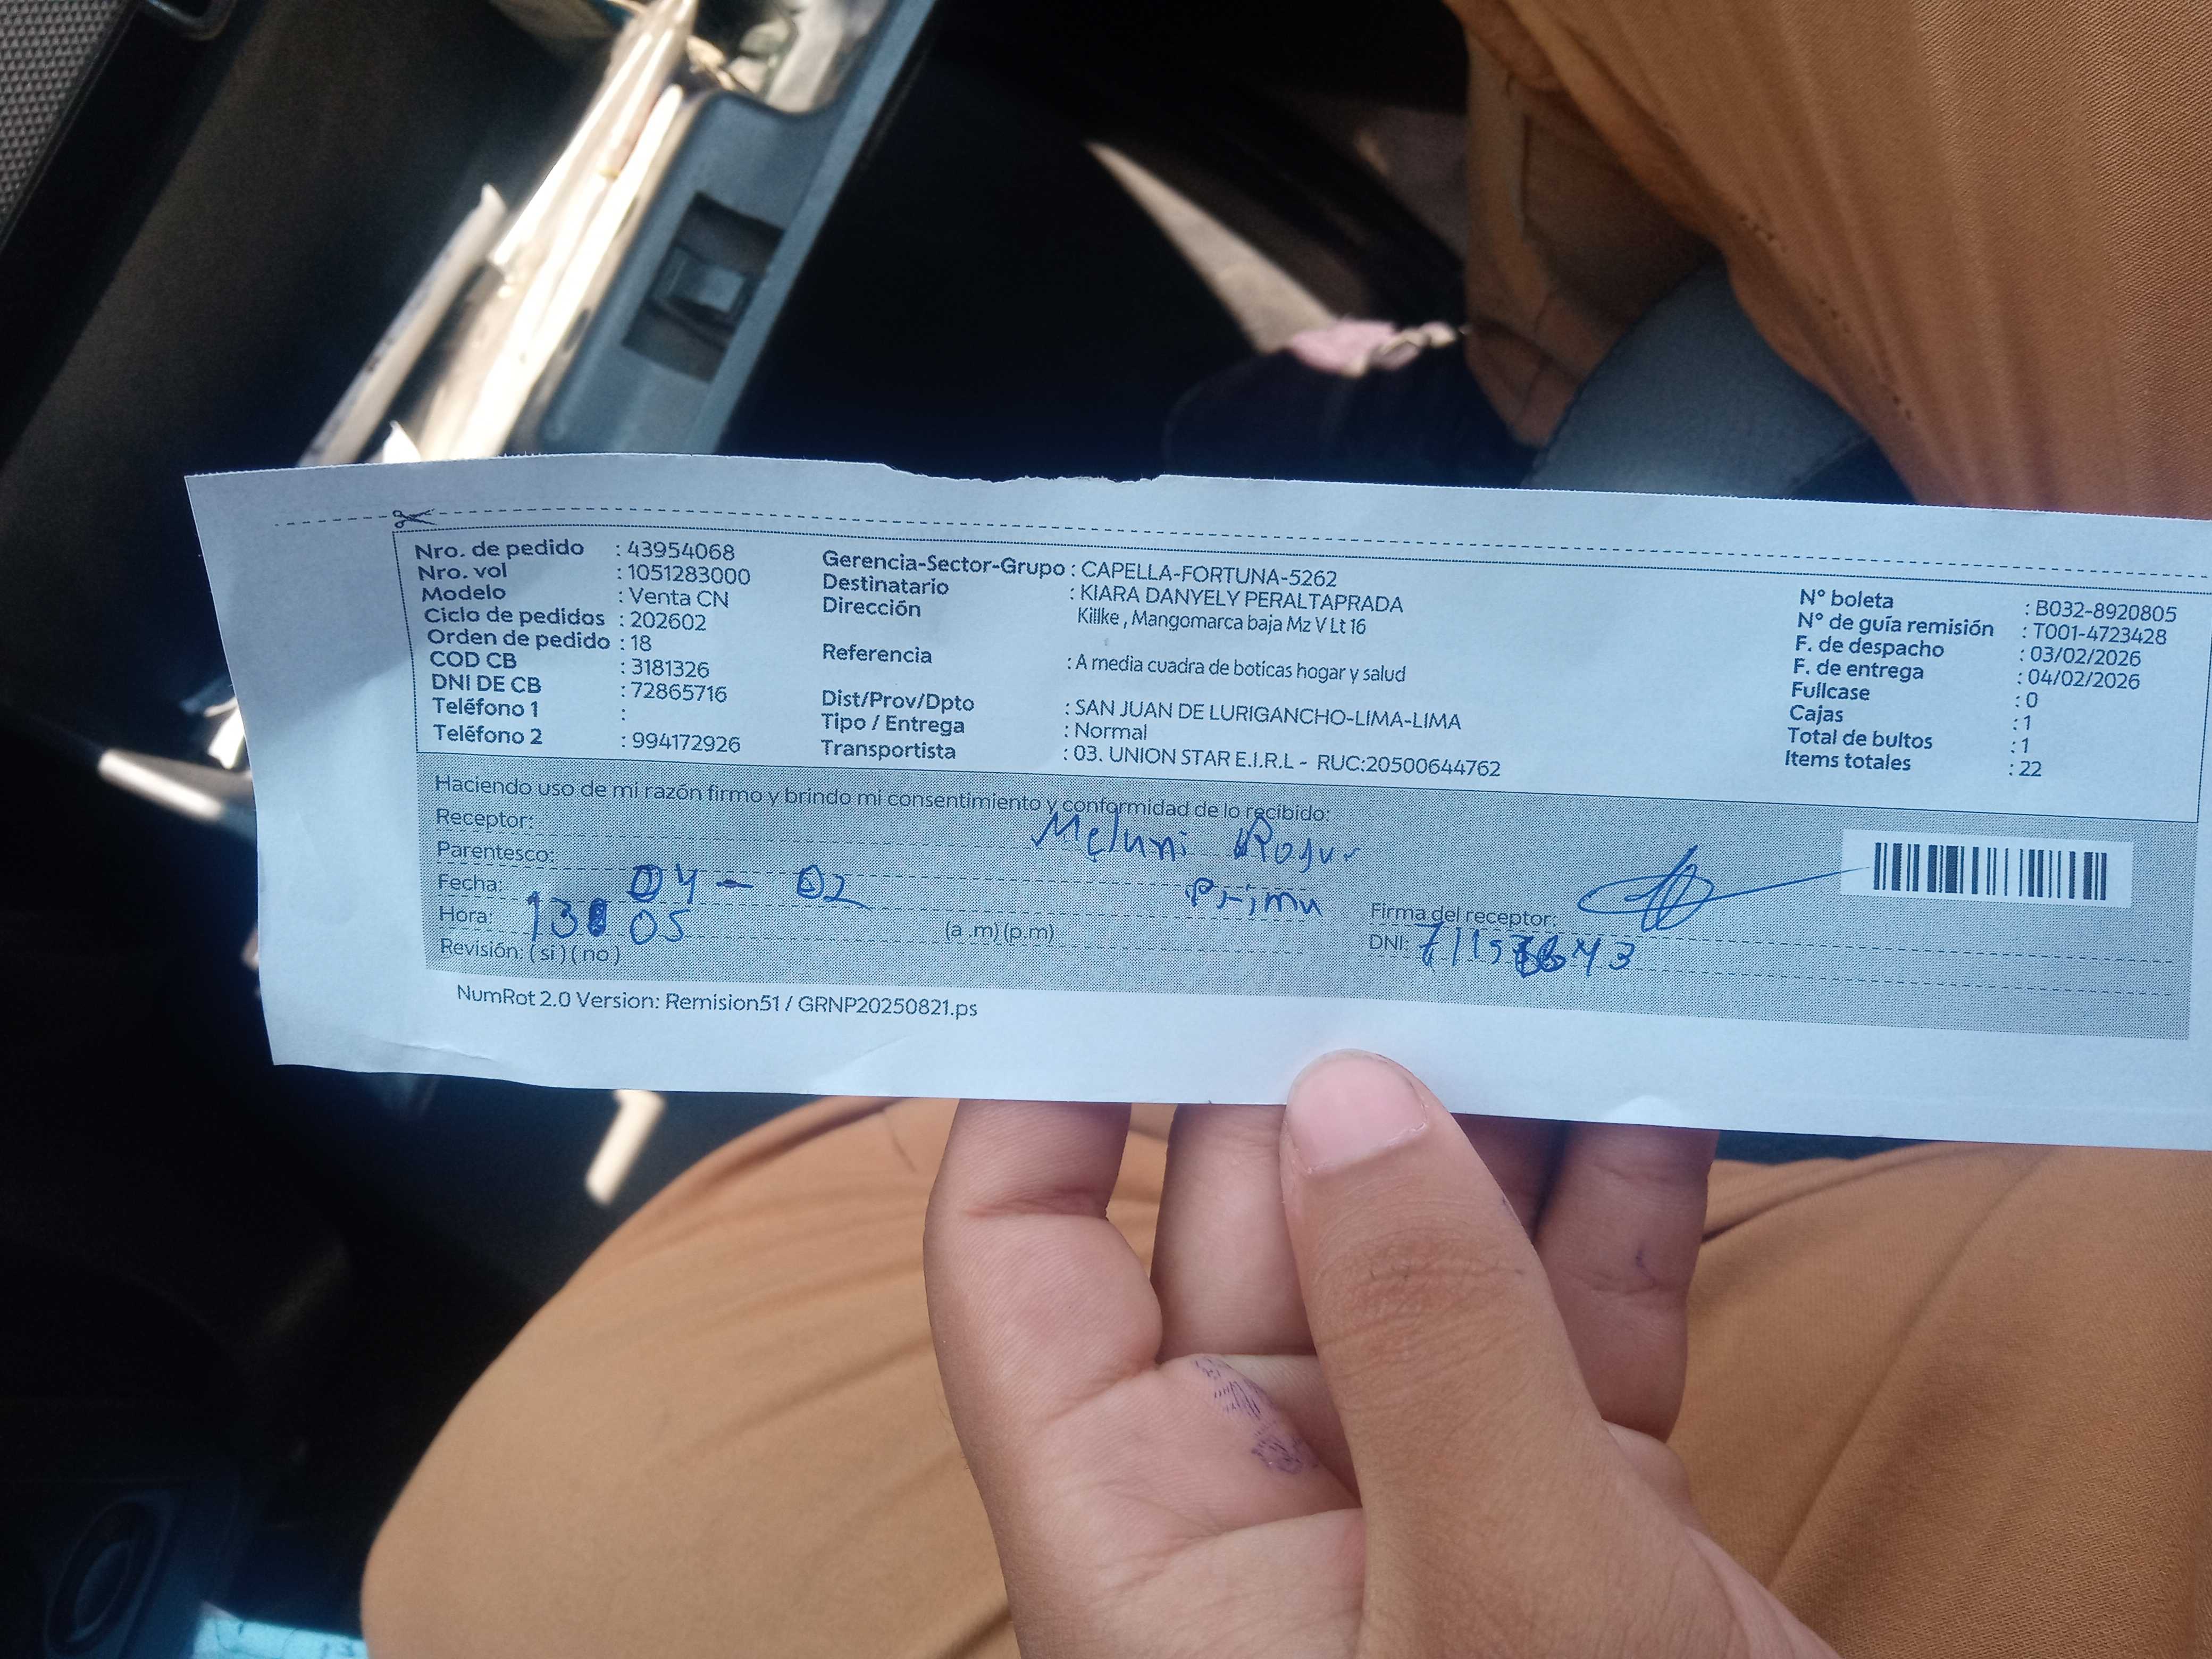 Nro. de pedido : 43954068
Nro. vol : 1051283000
Modelo : Venta CN
Ciclo de pedidos : 202602
Orden de pedido : 18
COD CB : 3181326
DNI DE CB : 72865716
Teléfono 1 :
Teléfono 2 : 994172926
Gerencia-Sector-Grupo : CAPELLA-FORTUNA-5262
Destinatario : KIARA DANYELY PERALTAPRADA
Dirección Killke , Mangomarca baja Mz V Lt 16
Referencia : A media cuadra de boticas hogar y salud
Dist/Prov/Dpto : SAN JUAN DE LURIGANCHO-LIMA-LIMA
Tipo / Entrega : Normal
Transportista : 03. UNION STAR E.I.R.L - RUC:20500644762
N° boleta : B032-8920805
N° de guía remisión : T001-4723428
F. de despacho : 03/02/2026
F. de entrega : 04/02/2026
Fullcase : 0
Cajas : 1
Total de bultos : 1
Items totales : 22
Haciendo uso de mi razón firmo y brindo mi consentimiento y conformidad de lo recibido:
Receptor:
Parentesco: Prima
Fecha: 04 - 02
Hora: 13 05 (a .m) (p.m)
Revisión: ( si ) ( no )
Firma del receptor:
DNI:
NumRot 2.0 Version: Remision51 / GRNP20250821.ps